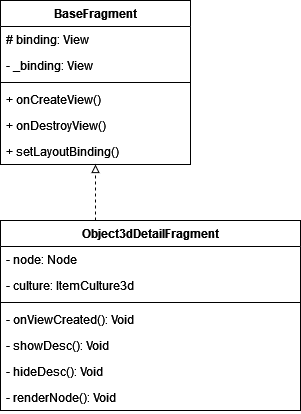 BaseFragment
# binding: View
- _binding: View
+ onCreateView()
+ onDestroyView()
+ setLayoutBinding()
Object3dDetailFragment
- node: Node
- culture: ItemCulture3d
- onViewCreated(): Void
- showDesc(): Void
- hideDesc(): Void
- renderNode(): Void